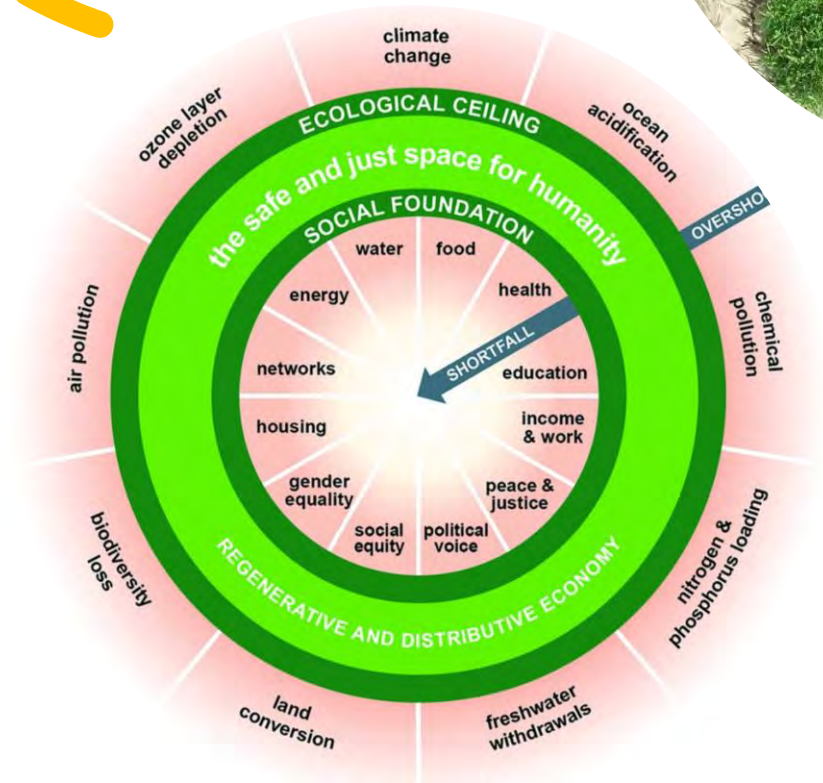 climate
change
ozone layer
depletion
ocean
acidification
ECOLOGICAL CEILING
the safe and just space for humanity
SOCIAL FOUNDATION
OVERSHO
water
food
energy
health
air pollution
chemical
pollution
SHORTFALL
networks
education
housing
income
& work
gender
equality
peace &
justice
social
equity
political
voice
biodiversity
loss
nitrogen &
phosphorus loading
REGENERATIVE AND DISTRIBUTIVE ECONOMY
land
conversion
freshwater
withdrawals